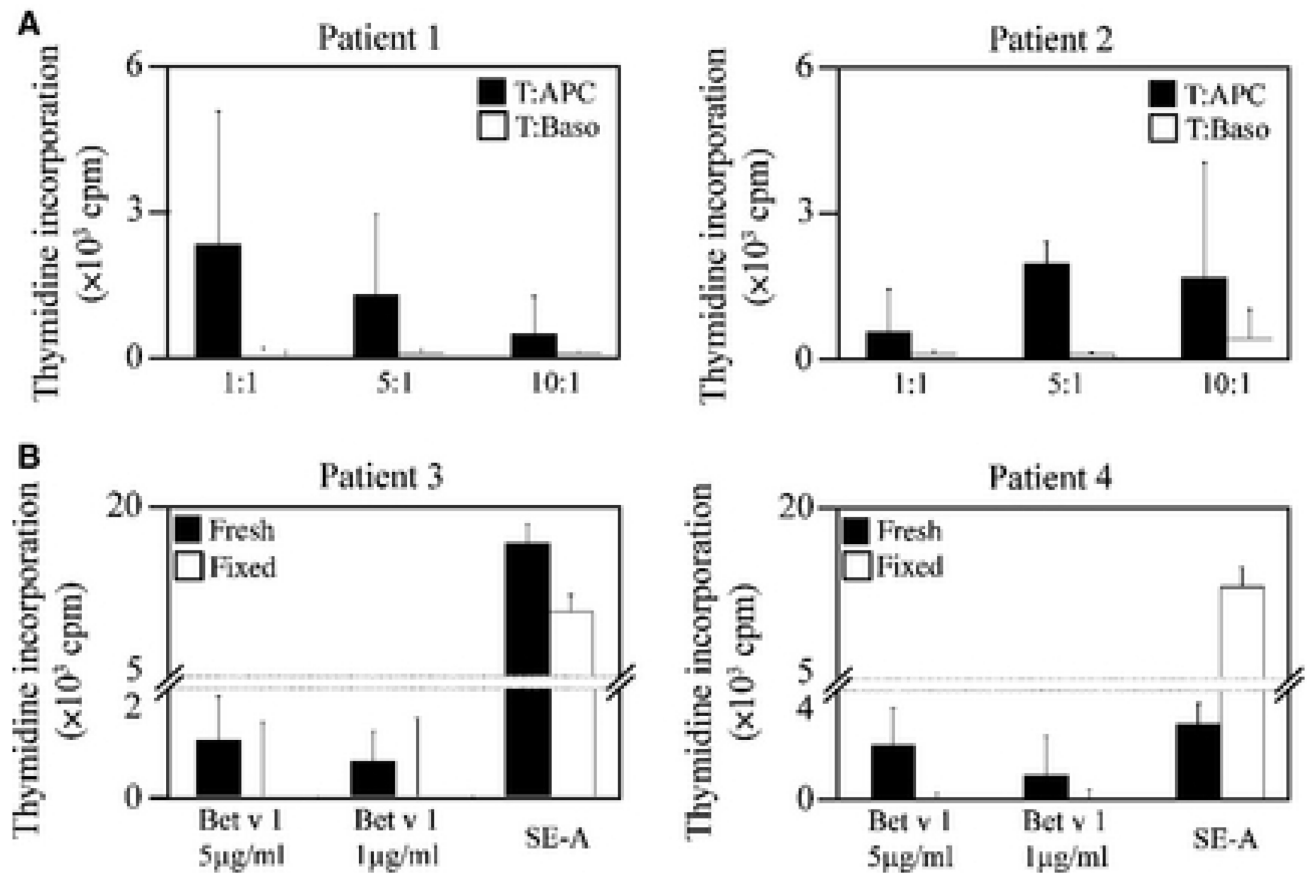 A
Patient 1
Thymidine incorporation
(×10³ cpm)
6
3
0
T:APC
T:Baso
1:1
5:1
10:1
Patient 2
Thymidine incorporation
(×10³ cpm)
6
3
0
T:APC
T:Baso
1:1
5:1
10:1
B
Patient 3
Thymidine incorporation
(×10³ cpm)
20
5
2
0
Fresh
Fixed
Bet v 1
5µg/ml
Bet v 1
1µg/ml
SE-A
Patient 4
Thymidine incorporation
(×10³ cpm)
20
5
4
0
Fresh
Fixed
Bet v 1
5µg/ml
Bet v 1
1µg/ml
SE-A